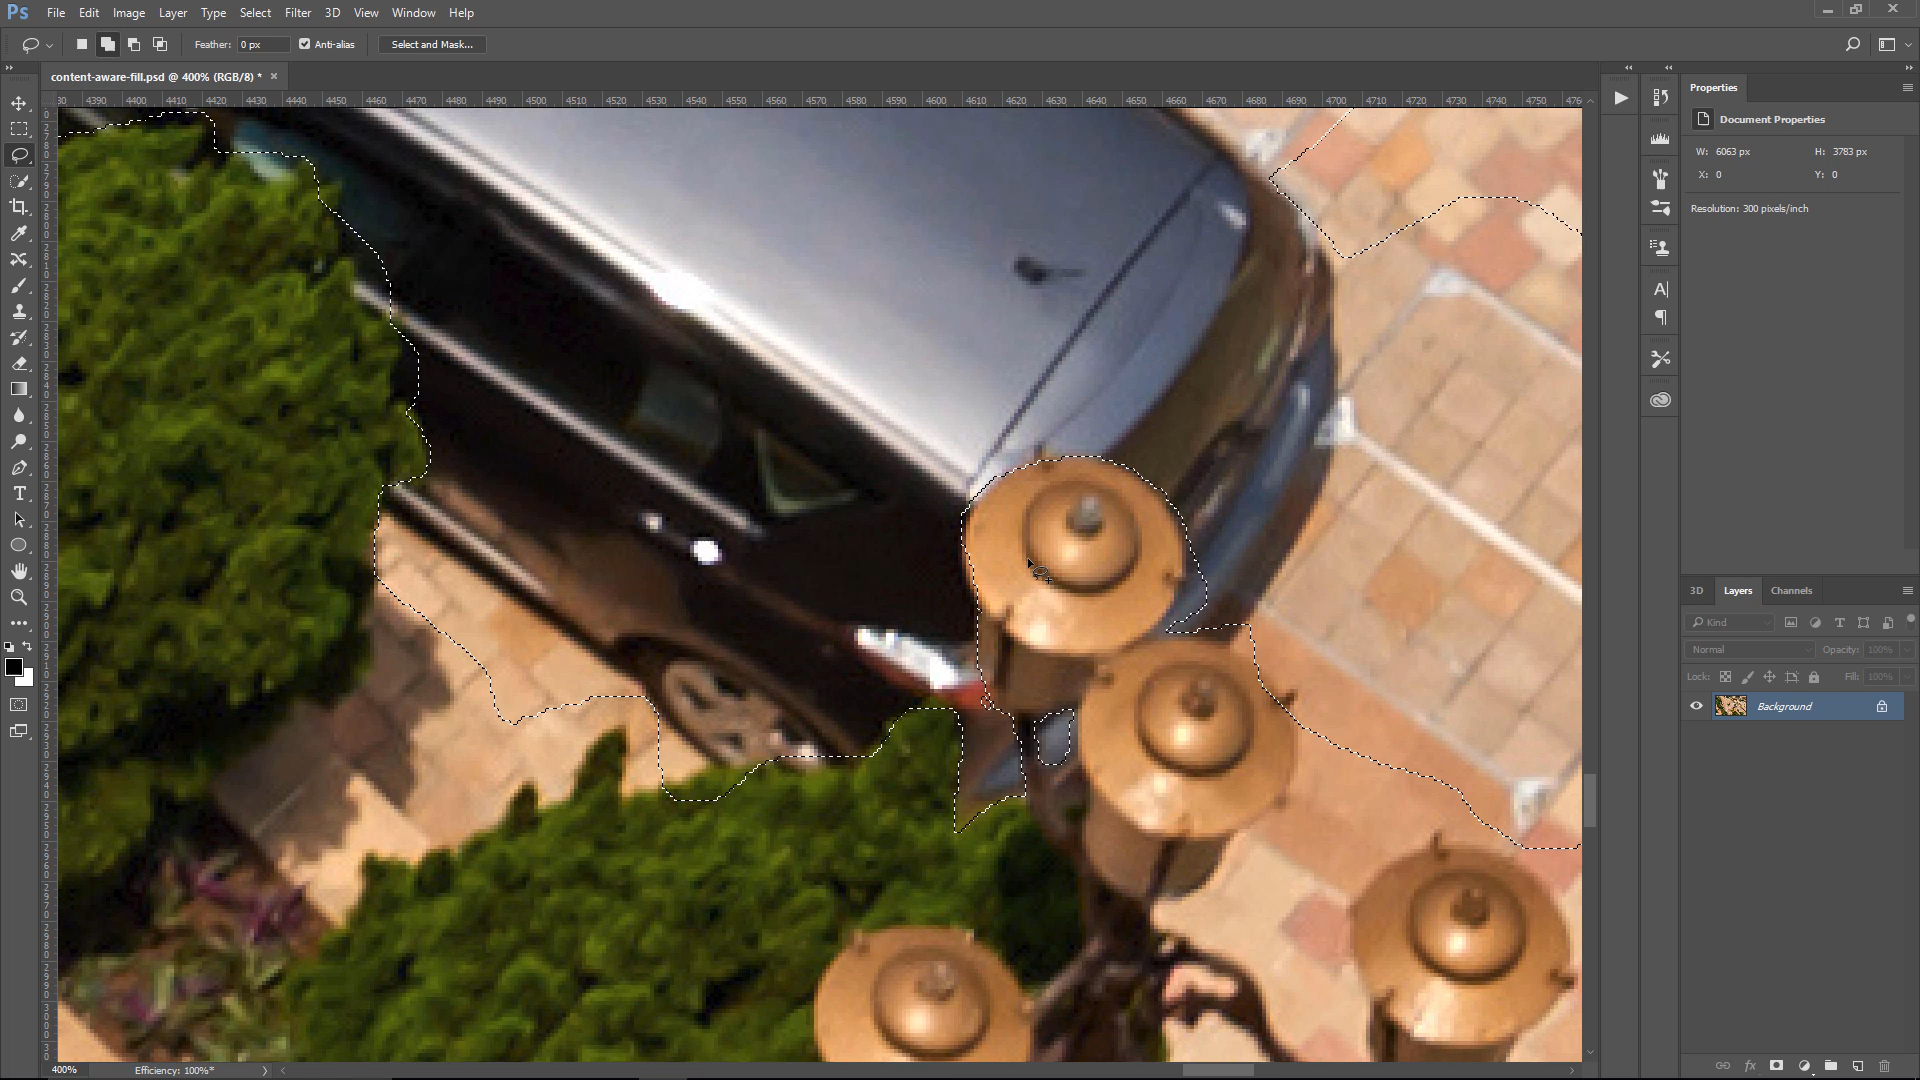 Ps File Edit Image Layer Type Select Filter 3D View Window Help
Feather: 0 px Anti-alias Select and Mask...
content-aware-fill.psd @ 400% (RGB/8) * ×
4390 4400 4410 4420 4430 4440 4450 4460 4470 4480 4490 4500 4510 4520 4530 4540 4550 4560 4570 4580 4590 4600 4610 4620 4630 4640 4650 4660 4670 4680 4690 4700 4710 4720 4730 4740 4750
Properties
Document Properties
W: 6063 px H: 3783 px
X: 0 Y: 0
Resolution: 300 pixels/inch
3D Layers Channels
Kind
Normal Opacity: 100%
Lock: Fill: 100%
Background
400% Efficiency: 100%*